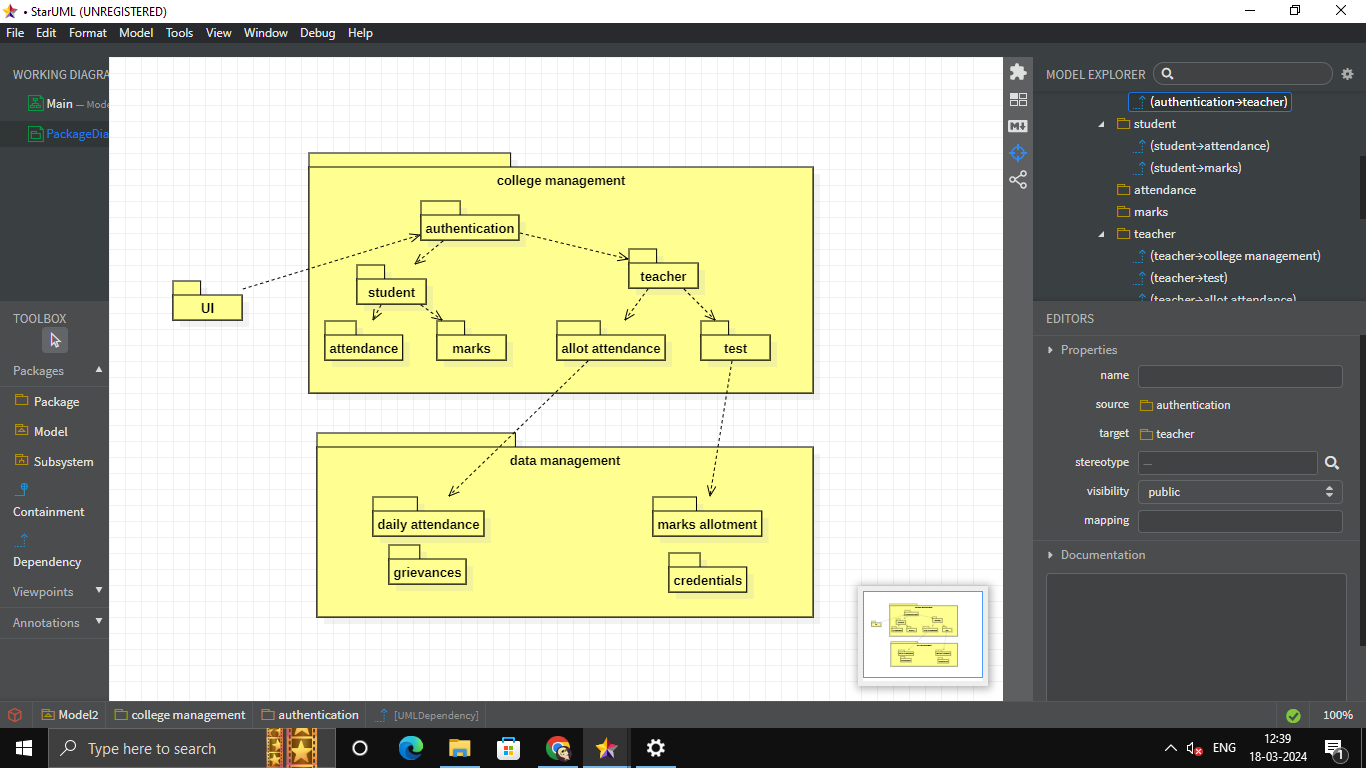 • StarUML (UNREGISTERED)
File Edit Format Model Tools View Window Debug Help
WORKING DIAGRA
Main — Mode
PackageDia
TOOLBOX
Packages
Package
Model
Subsystem
Containment
Dependency
Viewpoints
Annotations
college management
authentication
teacher
student
UI
attendance
marks
allot attendance
test
data management
daily attendance
marks allotment
grievances
credentials
M
MODEL EXPLORER
(authentication→teacher)
student
(student→attendance)
(student→marks)
attendance
marks
teacher
(teacher→college management)
(teacher→test)
(teacher→allot attendance)
EDITORS
Properties
name
source authentication
target teacher
stereotype —
visibility public
mapping
Documentation
Model2 college management authentication [UMLDependency] 100%
Type here to search
ENG
12:39
18-03-2024
1